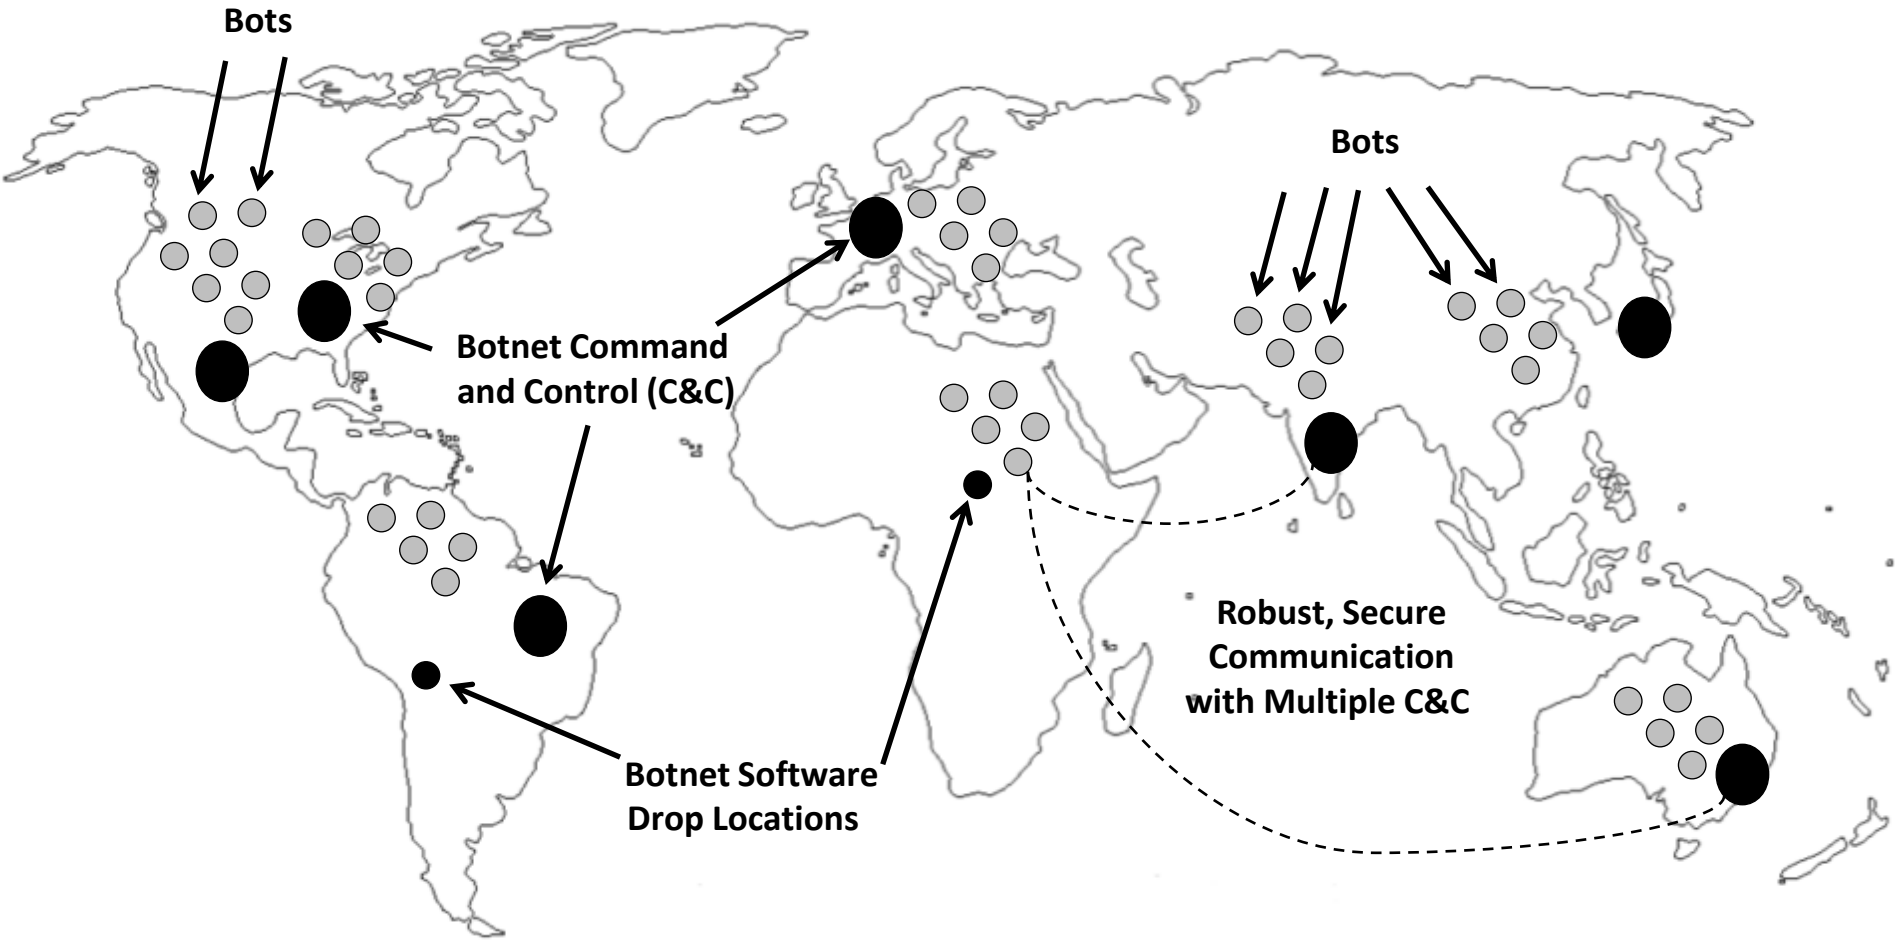 Bots
Bots
Botnet Command
and Control (C&C)
Robust, Secure
Communication
with Multiple C&C
Botnet Software
Drop Locations